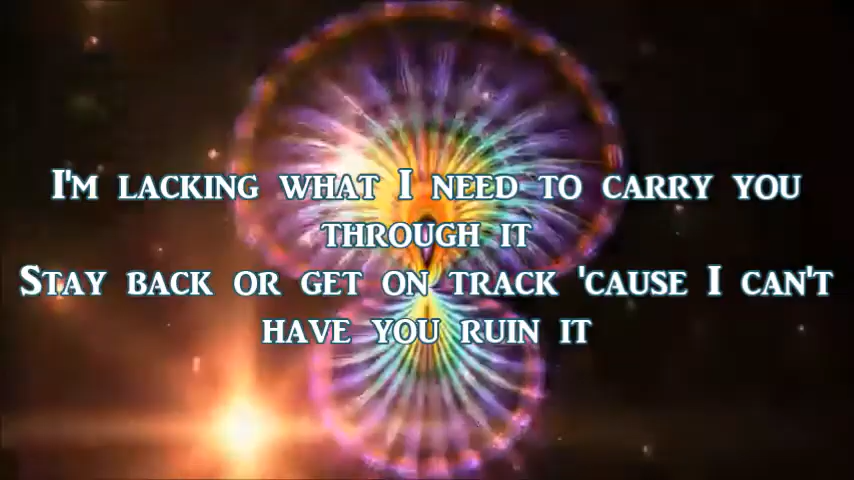 I'm lacking what I need to carry you
through it
Stay back or get on track 'cause I can't
have you ruin it